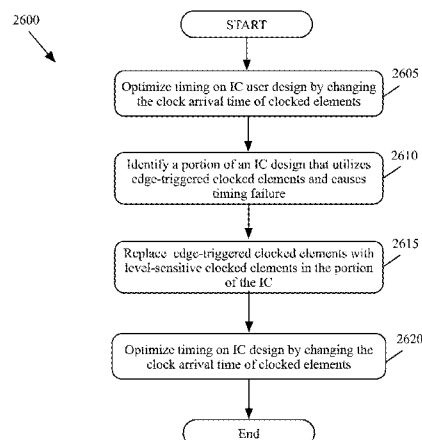 2600
START
Optimize timing on IC user design by changing
the clock arrival time of clocked elements
2605
Identify a portion of an IC design that utilizes
edge-triggered clocked elements and causes
timing failure
2610
Replace edge-triggered clocked elements with
level-sensitive clocked elements in the portion
of the IC
2615
Optimize timing on IC design by changing the
clock arrival time of clocked elements
2620
End